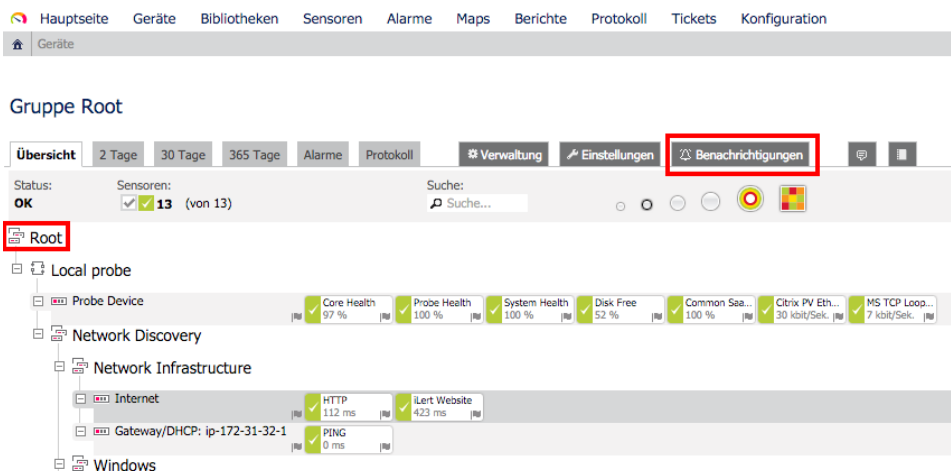 Hauptseite Geräte Bibliotheken Sensoren Alarme Maps Berichte Protokoll Tickets Konfiguration
Geräte
Gruppe Root
Übersicht 2 Tage 30 Tage 365 Tage Alarme Protokoll Verwaltung Einstellungen Benachrichtigungen
Status: Sensoren: Suche:
OK 13 (von 13) Suche...
Root
Local probe
Probe Device Core Health Probe Health System Health Disk Free Common Saa... Citrix PV Eth... MS TCP Loop...
97 % 100 % 100 % 52 % 100 % 30 kbit/Sek. 7 kbit/Sek.
Network Discovery
Network Infrastructure
Internet HTTP iLert Website
112 ms 423 ms
Gateway/DHCP: ip-172-31-32-1 PING
0 ms
Windows